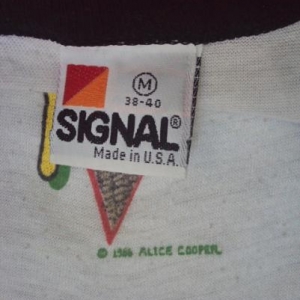 M
38-40
SIGNAL®
Made in U.S.A.
© 1986 ALICE COOPER